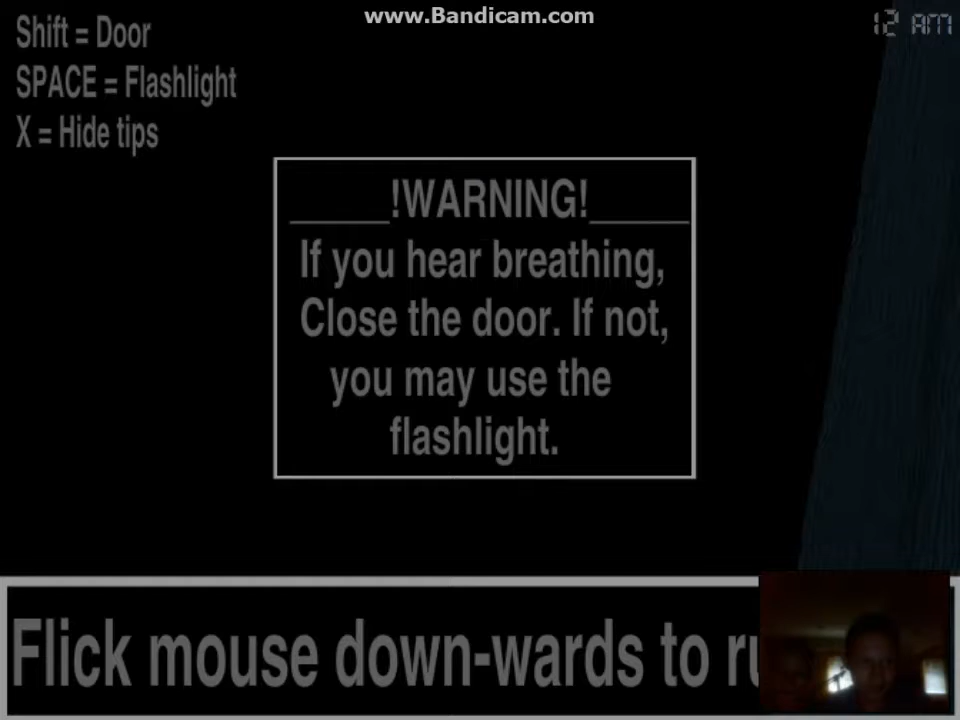 www.Bandicam.com
12 AM
Shift = Door
SPACE = Flashlight
X = Hide tips
_____!WARNING!_____
If you hear breathing,
Close the door. If not,
you may use the
flashlight.
Flick mouse down-wards to